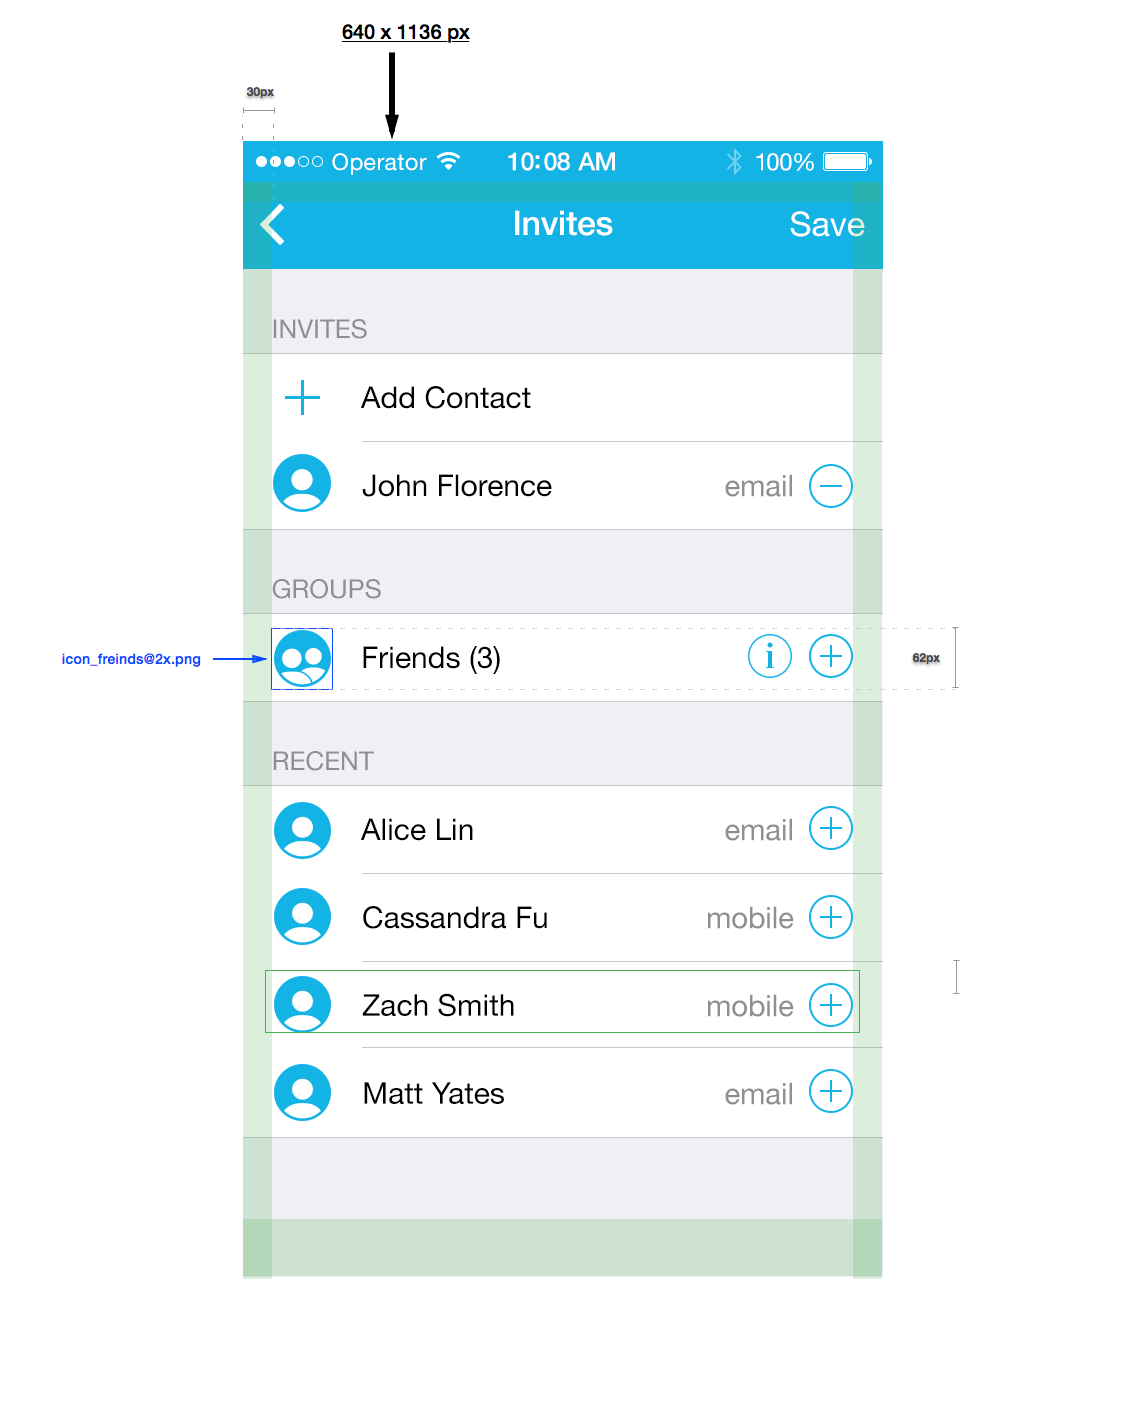 640 x 1136 px
30px
Operator 10:08 AM 100%
Invites Save
INVITES
Add Contact
John Florence email
GROUPS
icon_freinds@2x.png Friends (3) i 62px
RECENT
Alice Lin email
Cassandra Fu mobile
Zach Smith mobile
Matt Yates email